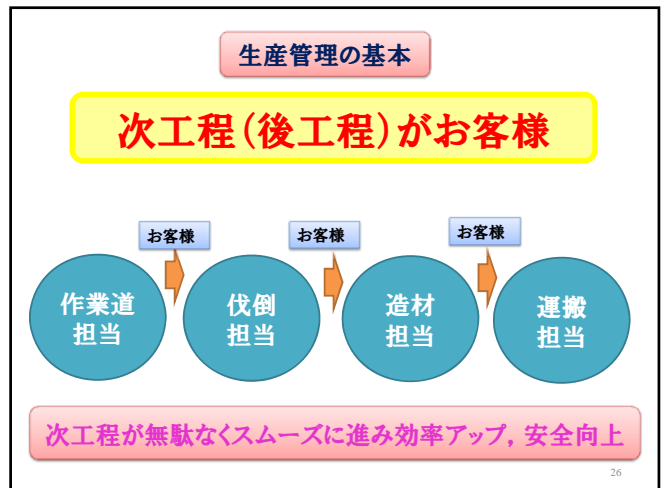 生産管理の基本
次工程（後工程）がお客様
お客様
お客様
お客様
作業道
担当
伐倒
担当
造材
担当
運搬
担当
次工程が無駄なくスムーズに進み効率アップ，安全向上
26